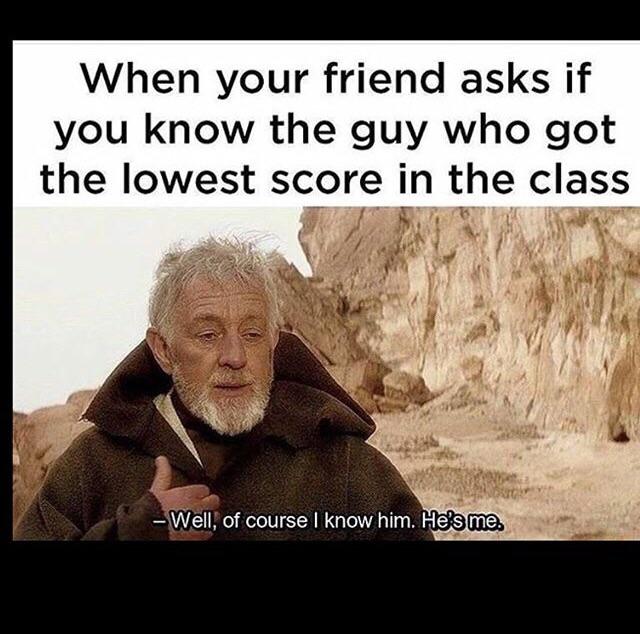 When your friend asks if
you know the guy who got
the lowest score in the class
– Well, of course I know him. He's me.